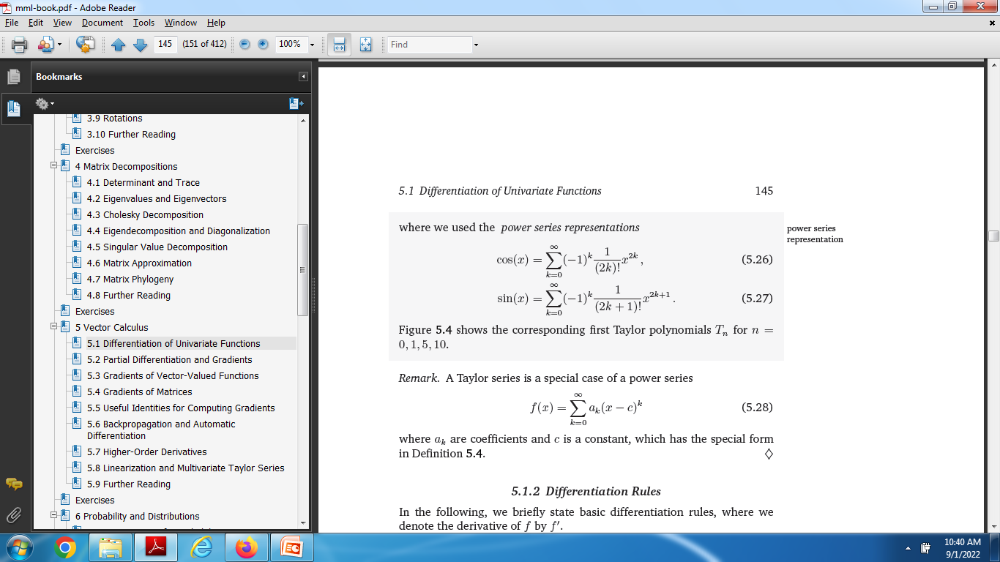 mml-book.pdf - Adobe Reader
File Edit View Document Tools Window Help
145 (151 of 412) 100% Find
Bookmarks
3.9 Rotations
3.10 Further Reading
Exercises
4 Matrix Decompositions
4.1 Determinant and Trace
4.2 Eigenvalues and Eigenvectors
4.3 Cholesky Decomposition
4.4 Eigendecomposition and Diagonalization
4.5 Singular Value Decomposition
4.6 Matrix Approximation
4.7 Matrix Phylogeny
4.8 Further Reading
Exercises
5 Vector Calculus
5.1 Differentiation of Univariate Functions
5.2 Partial Differentiation and Gradients
5.3 Gradients of Vector-Valued Functions
5.4 Gradients of Matrices
5.5 Useful Identities for Computing Gradients
5.6 Backpropagation and Automatic
Differentiation
5.7 Higher-Order Derivatives
5.8 Linearization and Multivariate Taylor Series
5.9 Further Reading
Exercises
6 Probability and Distributions
5.1 Differentiation of Univariate Functions 145
where we used the power series representations
power series
representation
cos(x) = ∑_{k=0}^{∞} (−1)^k 1/(2k)! x^{2k}, (5.26)
sin(x) = ∑_{k=0}^{∞} (−1)^k 1/(2k + 1)! x^{2k+1}. (5.27)
Figure 5.4 shows the corresponding first Taylor polynomials T_n for n =
0, 1, 5, 10.
Remark. A Taylor series is a special case of a power series
f(x) = ∑_{k=0}^{∞} a_k(x − c)^k (5.28)
where a_k are coefficients and c is a constant, which has the special form
in Definition 5.4. ◊
5.1.2 Differentiation Rules
In the following, we briefly state basic differentiation rules, where we
denote the derivative of f by f′.
10:40 AM
9/1/2022